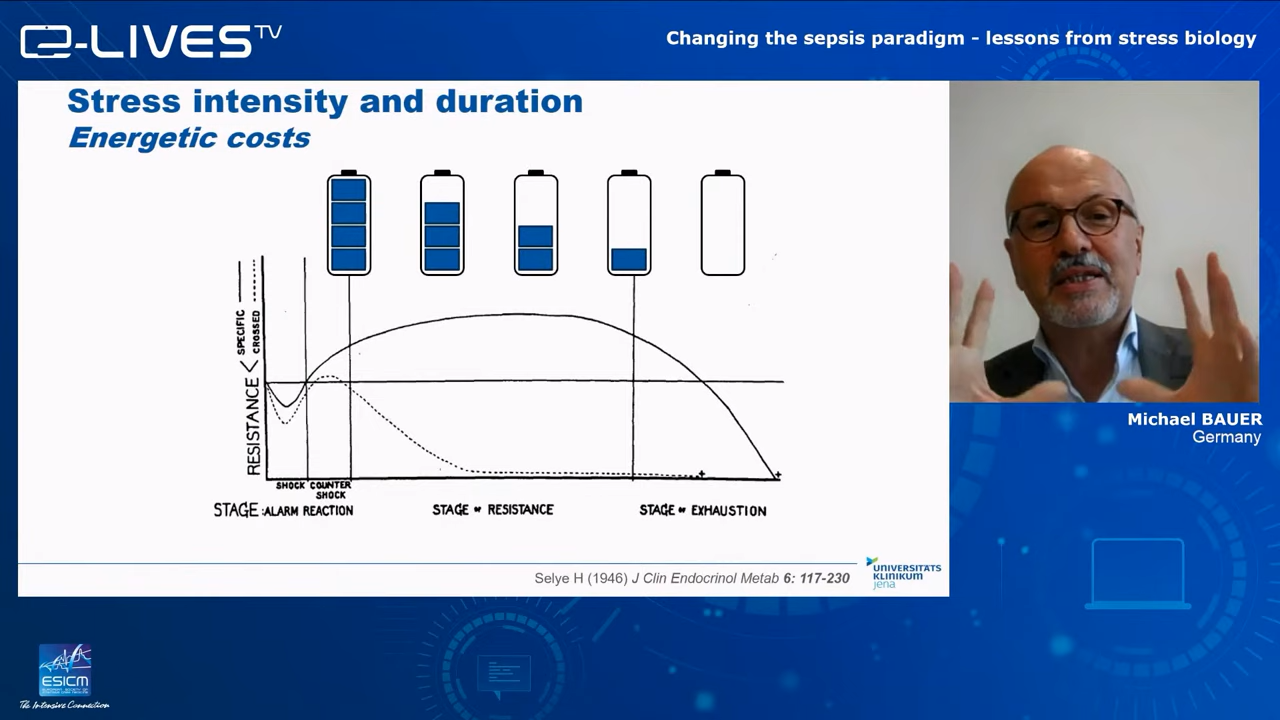 e-LIVES TV
Changing the sepsis paradigm - lessons from stress biology
Stress intensity and duration
Energetic costs
RESISTANCE < SPECIFIC
CROSSED
SHOCK
COUNTER
SHOCK
STAGE: ALARM REACTION
STAGE OF RESISTANCE
STAGE OF EXHAUSTION
Selye H (1946) J Clin Endocrinol Metab 6: 117-230
UNIVERSITÄTS
KLINIKUM
jena
Michael BAUER
Germany
ESICM
The Intensive Connection